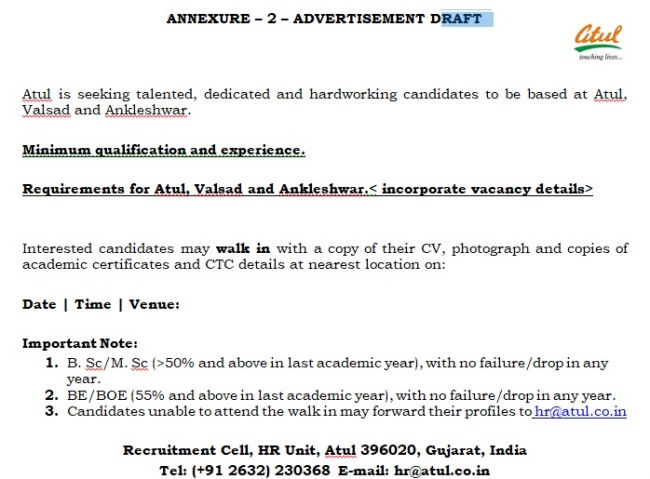 ANNEXURE – 2 – ADVERTISEMENT DRAFT
atul
touching lives...
Atul is seeking talented, dedicated and hardworking candidates to be based at Atul,
Valsad and Ankleshwar.
Minimum qualification and experience.
Requirements for Atul, Valsad and Ankleshwar.< incorporate vacancy details>
Interested candidates may walk in with a copy of their CV, photograph and copies of
academic certificates and CTC details at nearest location on:
Date | Time | Venue:
Important Note:
1. B. Sc/M. Sc (>50% and above in last academic year), with no failure/drop in any
year.
2. BE/BOE (55% and above in last academic year), with no failure/drop in any year.
3. Candidates unable to attend the walk in may forward their profiles to hr@atul.co.in
Recruitment Cell, HR Unit, Atul 396020, Gujarat, India
Tel: (+91 2632) 230368 E-mail: hr@atul.co.in